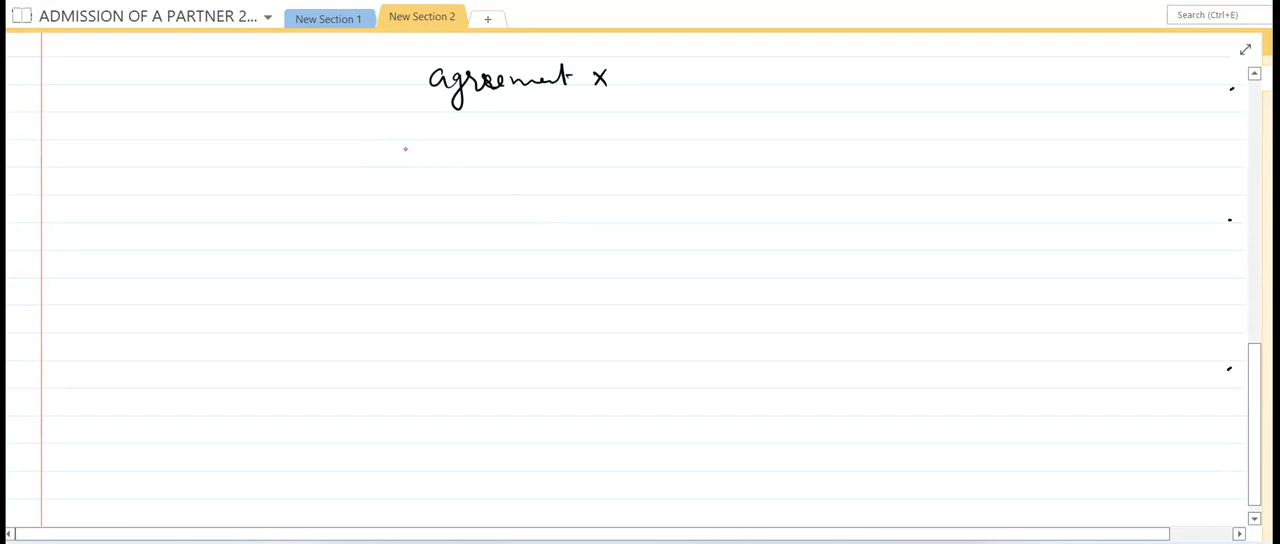 ADMISSION OF A PARTNER 2...
New Section 1
New Section 2
+
Search (Ctrl+E)
agreement x